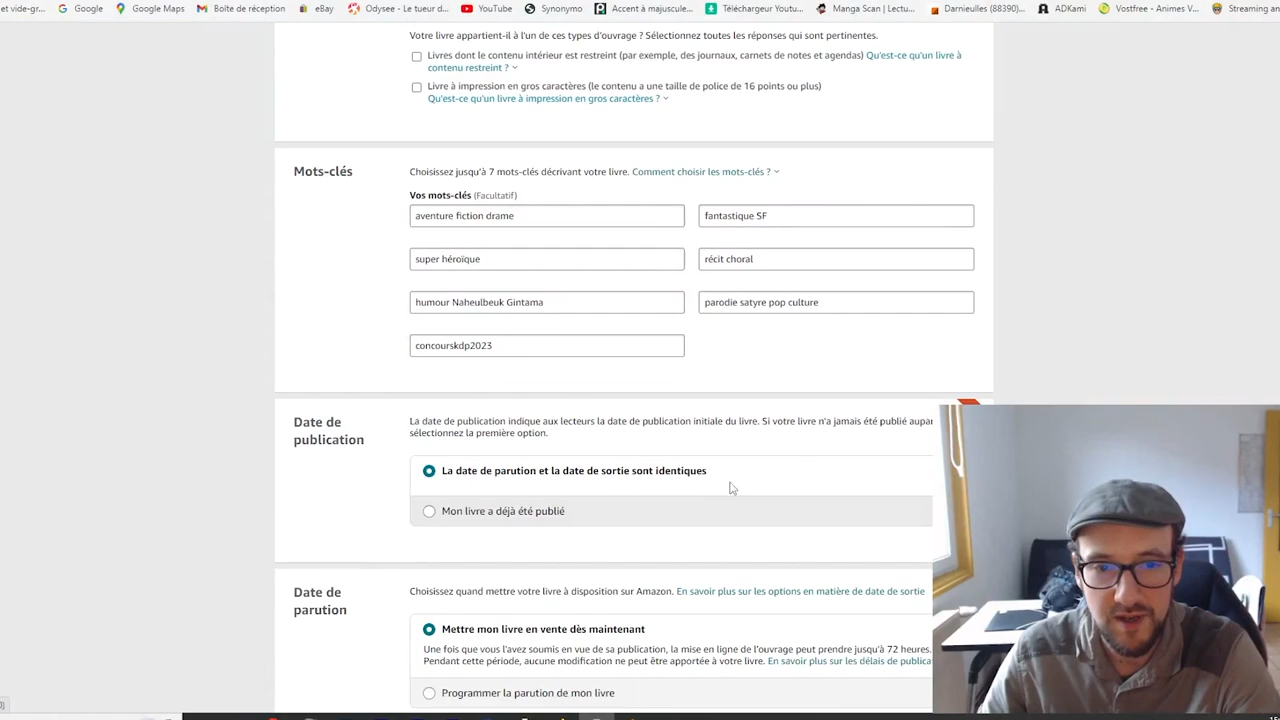 et vide-gr... Google Google Maps Boîte de réception eBay Odysee - Le tueur d... YouTube Synonymo Accent à majuscule... Téléchargeur Youtu... Manga Scan | Lectu... Darnieulles (88390)... ADKami Vostfree - Animes V... Streaming an
Votre livre appartient-il à l'un de ces types d'ouvrage ? Sélectionnez toutes les réponses qui sont pertinentes.
Livres dont le contenu intérieur est restreint (par exemple, des journaux, carnets de notes et agendas) Qu'est-ce qu'un livre à
contenu restreint ?
Livre à impression en gros caractères (le contenu a une taille de police de 16 points ou plus)
Qu'est-ce qu'un livre à impression en gros caractères ?
Mots-clés
Choisissez jusqu'à 7 mots-clés décrivant votre livre. Comment choisir les mots-clés ?
Vos mots-clés (Facultatif)
aventure fiction drame
fantastique SF
super héroïque
récit choral
humour Naheulbeuk Gintama
parodie satyre pop culture
concourskdp2023
Date de
publication
La date de publication indique aux lecteurs la date de publication initiale du livre. Si votre livre n'a jamais été publié aupar
sélectionnez la première option.
La date de parution et la date de sortie sont identiques
Mon livre a déjà été publié
Date de
parution
Choisissez quand mettre votre livre à disposition sur Amazon. En savoir plus sur les options en matière de date de sortie
Mettre mon livre en vente dès maintenant
Une fois que vous l'avez soumis en vue de sa publication, la mise en ligne de l'ouvrage peut prendre jusqu'à 72 heures.
Pendant cette période, aucune modification ne peut être apportée à votre livre. En savoir plus sur les délais de publica
Programmer la parution de mon livre